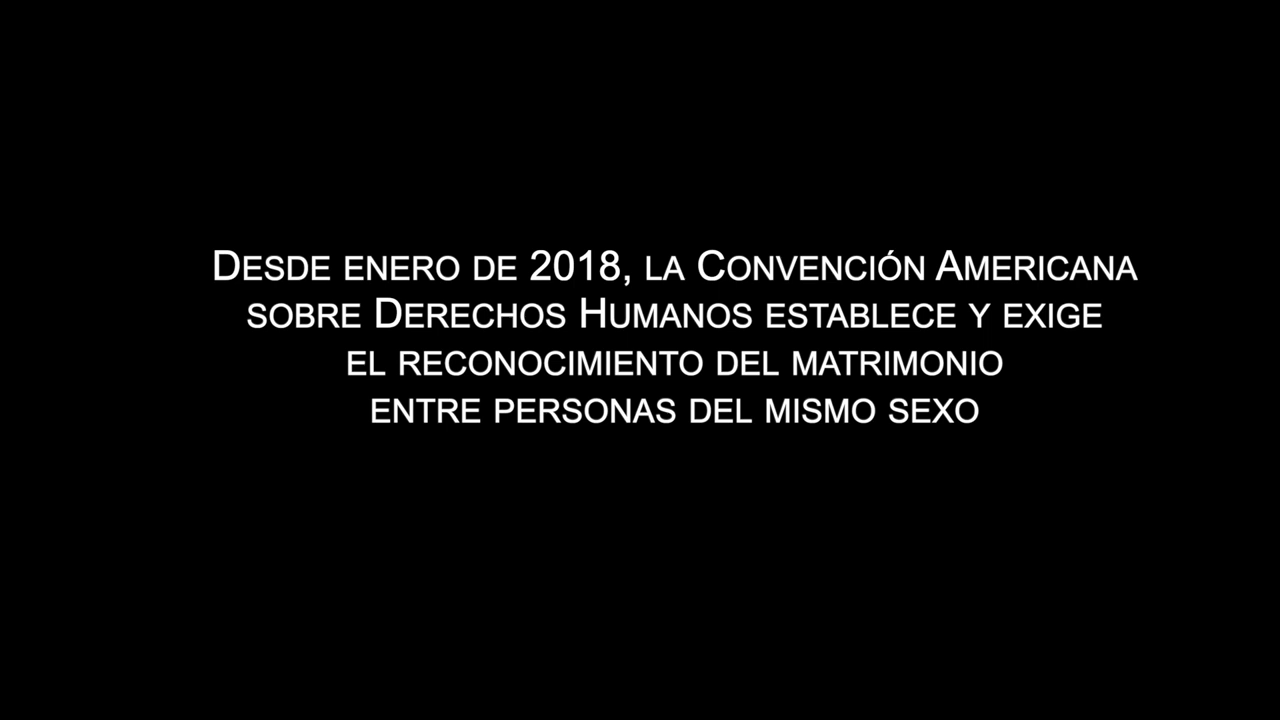 Desde enero de 2018, la Convención Americana
sobre Derechos Humanos establece y exige
el reconocimiento del matrimonio
entre personas del mismo sexo